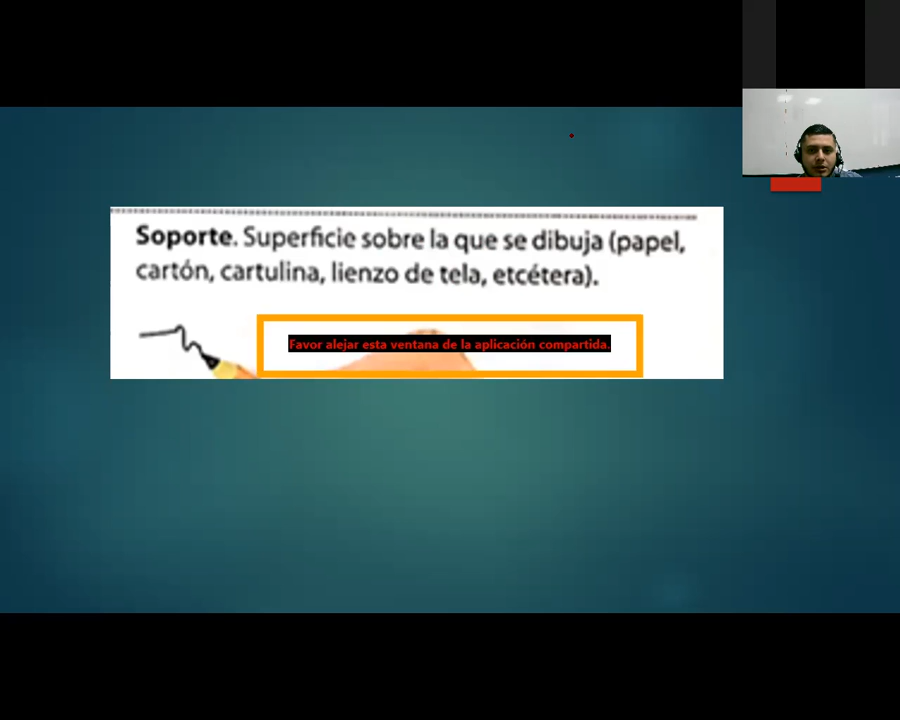 Soporte. Superficie sobre la que se dibuja (papel,
cartón, cartulina, lienzo de tela, etcétera).
Favor alejar esta ventana de la aplicación compartida.